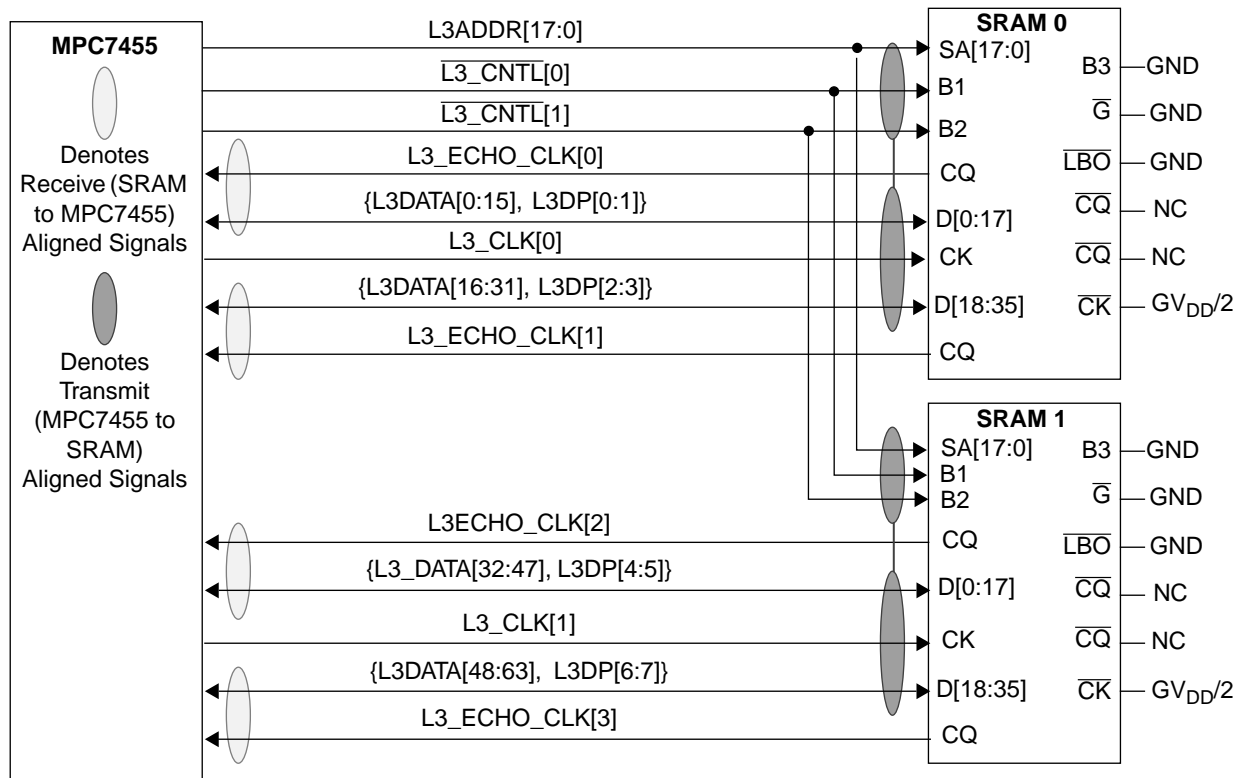 MPC7455
Denotes
Receive (SRAM
to MPC7455)
Aligned Signals
Denotes
Transmit
(MPC7455 to
SRAM)
Aligned Signals
L3ADDR[17:0]
L3_CNTL[0]
L3_CNTL[1]
L3_ECHO_CLK[0]
{L3DATA[0:15], L3DP[0:1]}
L3_CLK[0]
{L3DATA[16:31], L3DP[2:3]}
L3_ECHO_CLK[1]
L3ECHO_CLK[2]
{L3_DATA[32:47], L3DP[4:5]}
L3_CLK[1]
{L3DATA[48:63], L3DP[6:7]}
L3_ECHO_CLK[3]
SRAM 0
SA[17:0]
B3 GND
B1
G GND
B2
LBO GND
CQ
CQ NC
D[0:17]
CK
CQ NC
D[18:35]
CK GVDD/2
CQ
SRAM 1
SA[17:0]
B3 GND
B1
B2
G GND
CQ
LBO GND
D[0:17]
CQ NC
CK
CQ NC
D[18:35]
CK GVDD/2
CQ